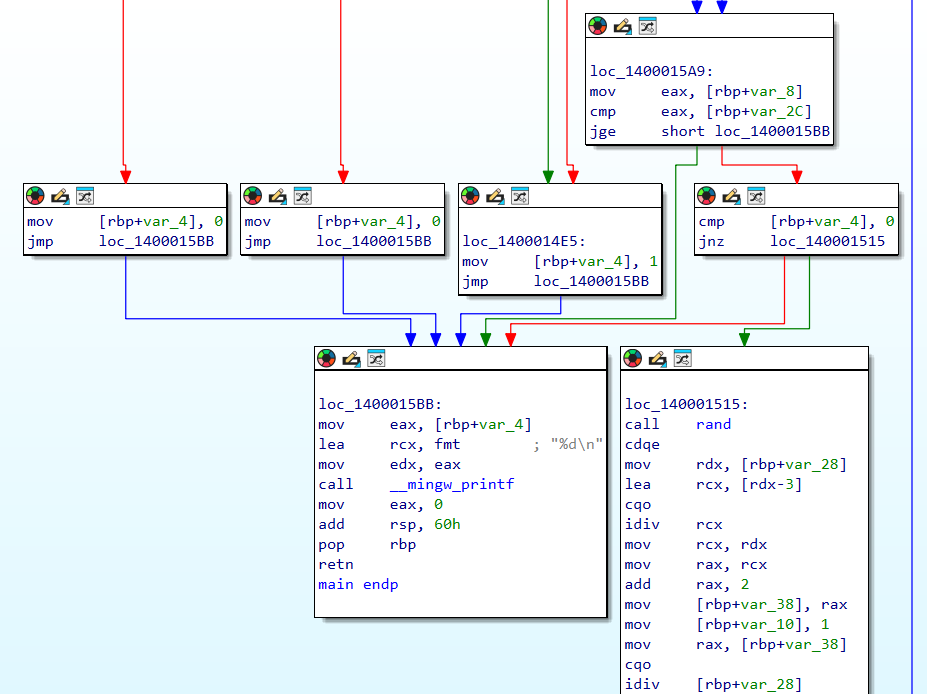 loc_1400015A9:
mov eax, [rbp+var_8]
cmp eax, [rbp+var_2C]
jge short loc_1400015BB
mov [rbp+var_4], 0
jmp loc_1400015BB
mov [rbp+var_4], 0
jmp loc_1400015BB
loc_1400014E5:
mov [rbp+var_4], 1
jmp loc_1400015BB
cmp [rbp+var_4], 0
jnz loc_140001515
loc_1400015BB:
mov eax, [rbp+var_4]
lea rcx, fmt ; "%d\n"
mov edx, eax
call __mingw_printf
mov eax, 0
add rsp, 60h
pop rbp
retn
main endp
loc_140001515:
call rand
cdqe
mov rdx, [rbp+var_28]
lea rcx, [rdx-3]
cqo
idiv rcx
mov rcx, rdx
mov rax, rcx
add rax, 2
mov [rbp+var_38], rax
mov [rbp+var_10], 1
mov rax, [rbp+var_38]
cqo
idiv [rbp+var_28]